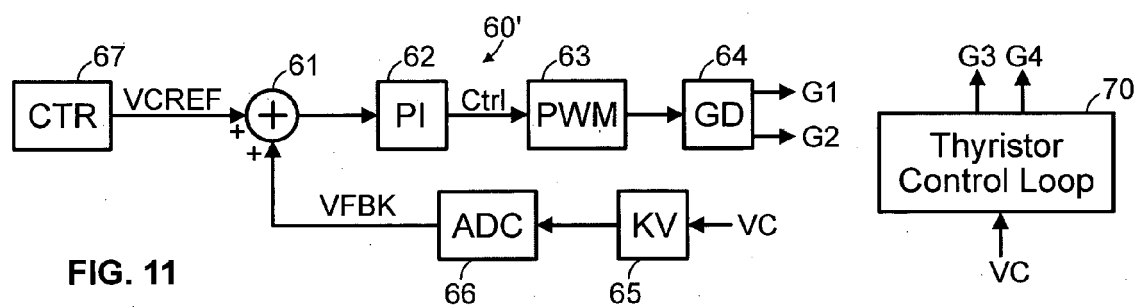 60'
67
61
62
63
64
G3 G4
70
CTR
VCREF
+
+
+
PI
Ctrl
PWM
GD
G1
G2
Thyristor
Control Loop
VFBK
ADC
KV
VC
VC
66
65
FIG. 11